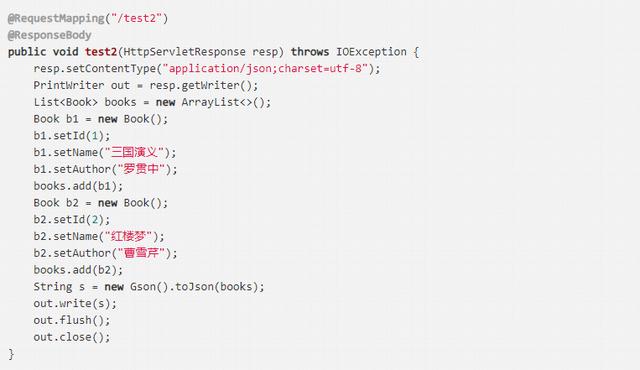 @RequestMapping("/test2")
@ResponseBody
public void test2(HttpServletResponse resp) throws IOException {
    resp.setContentType("application/json;charset=utf-8");
    PrintWriter out = resp.getWriter();
    List<Book> books = new ArrayList<>();
    Book b1 = new Book();
    b1.setId(1);
    b1.setName("三国演义");
    b1.setAuthor("罗贯中");
    books.add(b1);
    Book b2 = new Book();
    b2.setId(2);
    b2.setName("红楼梦");
    b2.setAuthor("曹雪芹");
    books.add(b2);
    String s = new Gson().toJson(books);
    out.write(s);
    out.flush();
    out.close();
}